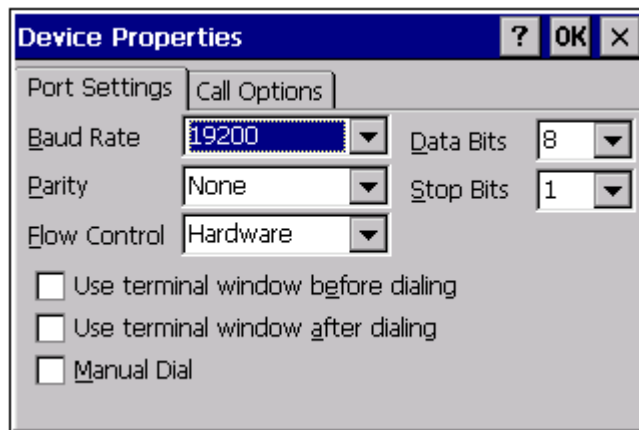 Device Properties ? OK ×
Port Settings Call Options
Baud Rate 19200 Data Bits 8
Parity None Stop Bits 1
Flow Control Hardware
Use terminal window before dialing
Use terminal window after dialing
Manual Dial